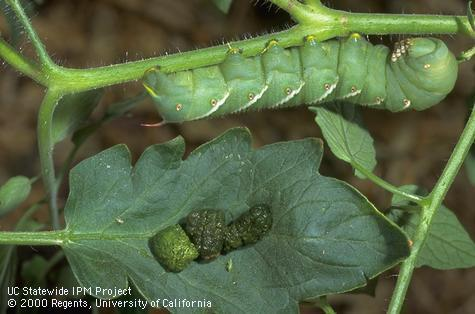 UC Statewide IPM Project
© 2000 Regents, University of California